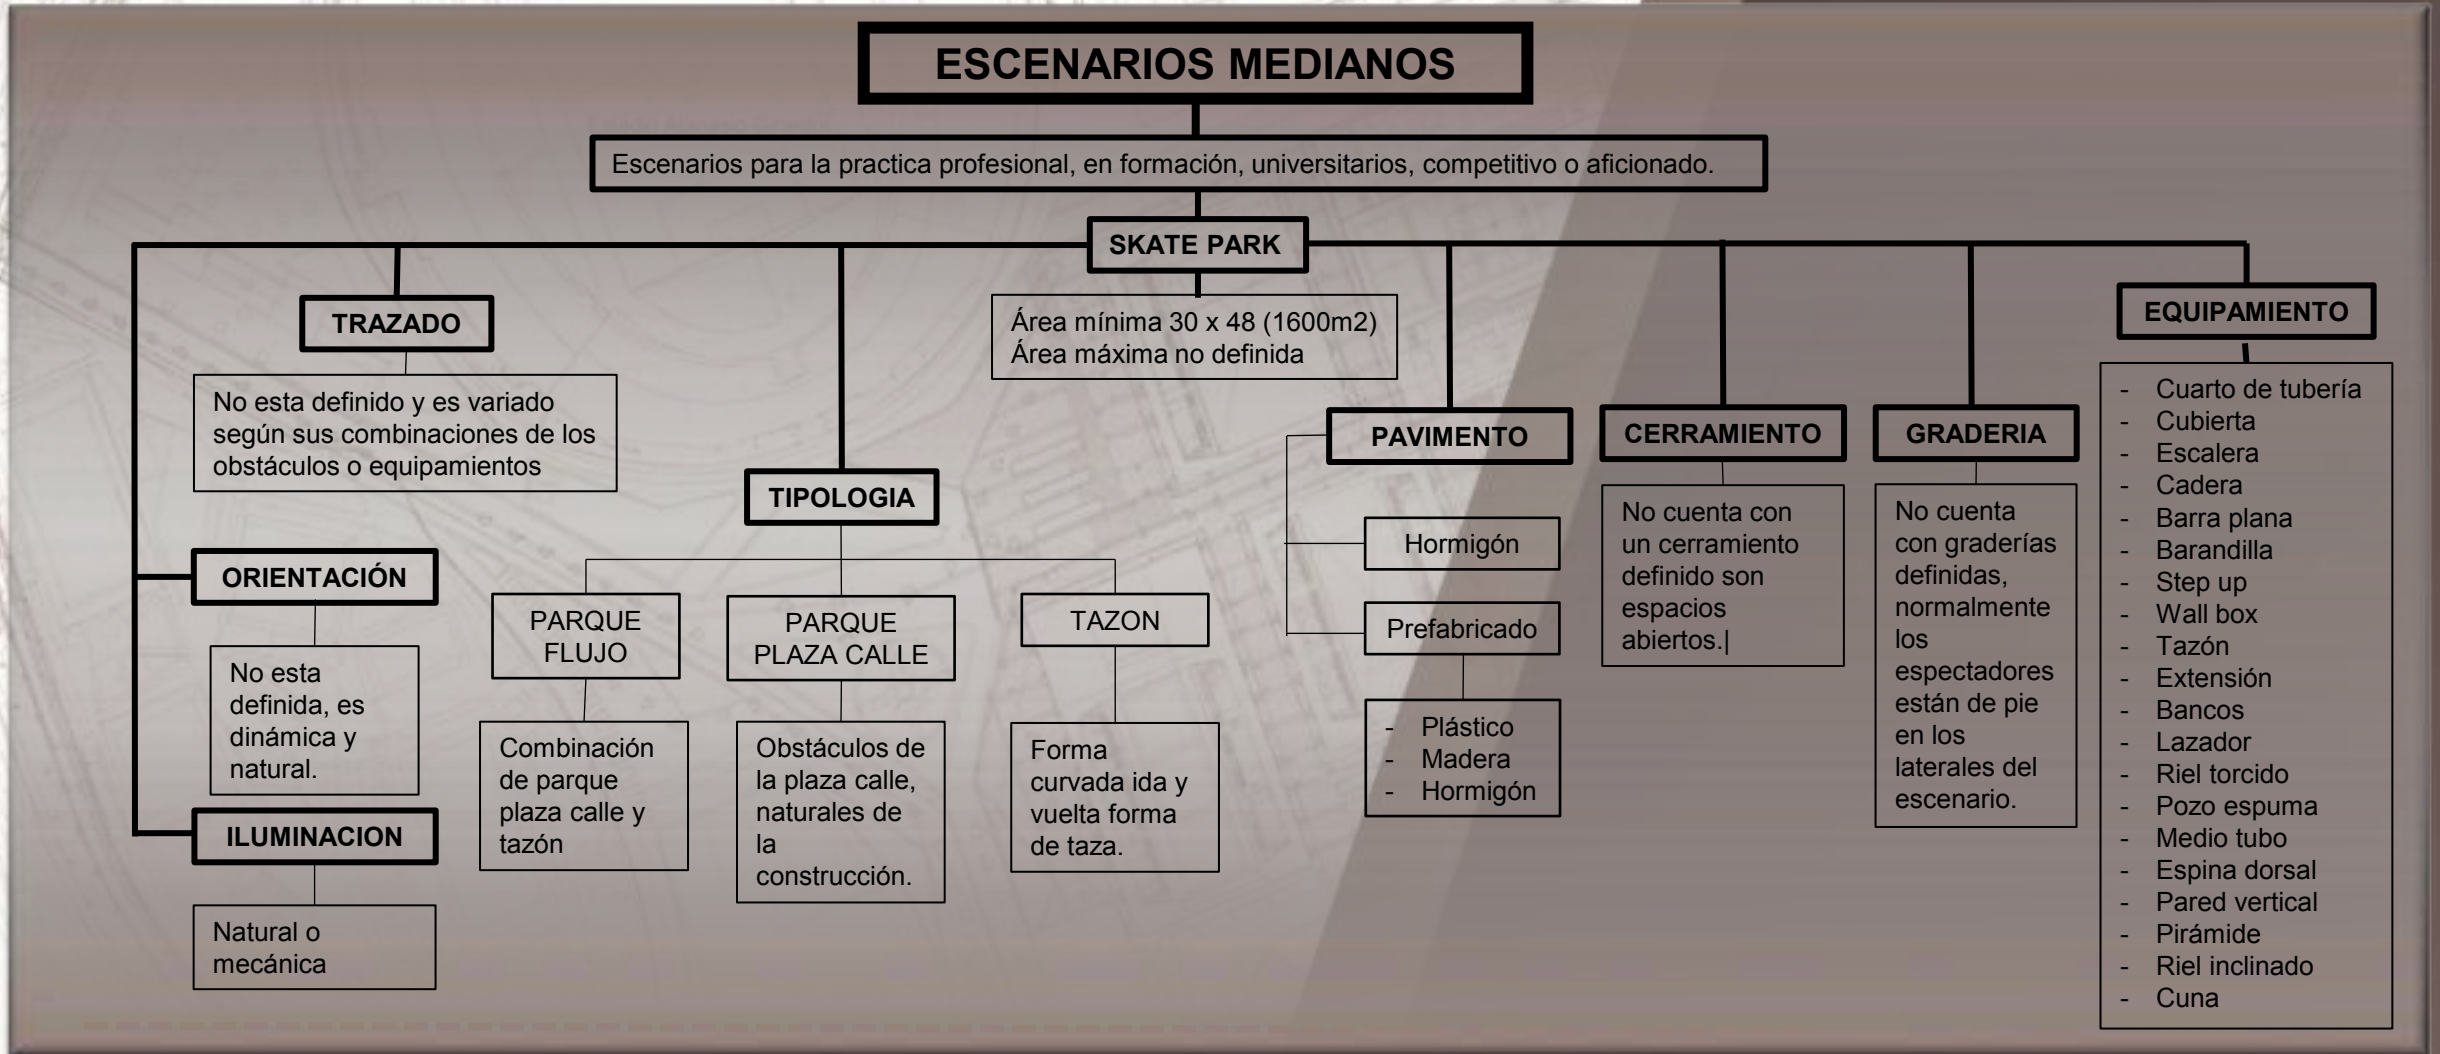 ESCENARIOS MEDIANOS
Escenarios para la practica profesional, en formación, universitarios, competitivo o aficionado.
SKATE PARK
Área mínima 30 x 48 (1600m2)
Área máxima no definida
TRAZADO
No esta definido y es variado
según sus combinaciones de los
obstáculos o equipamientos
ORIENTACIÓN
No esta
definida, es
dinámica y
natural.
ILUMINACION
Natural o
mecánica
TIPOLOGIA
PARQUE
FLUJO
Combinación
de parque
plaza calle y
tazón
PARQUE
PLAZA CALLE
Obstáculos de
la plaza calle,
naturales de
la
construcción.
TAZON
Forma
curvada ida y
vuelta forma
de taza.
PAVIMENTO
Hormigón
Prefabricado
- Plástico
- Madera
- Hormigón
CERRAMIENTO
No cuenta con
un cerramiento
definido son
espacios
abiertos.|
GRADERIA
No cuenta
con graderías
definidas,
normalmente
los
espectadores
están de pie
en los
laterales del
escenario.
EQUIPAMIENTO
- Cuarto de tubería
- Cubierta
- Escalera
- Cadera
- Barra plana
- Barandilla
- Step up
- Wall box
- Tazón
- Extensión
- Bancos
- Lazador
- Riel torcido
- Pozo espuma
- Medio tubo
- Espina dorsal
- Pared vertical
- Pirámide
- Riel inclinado
- Cuna